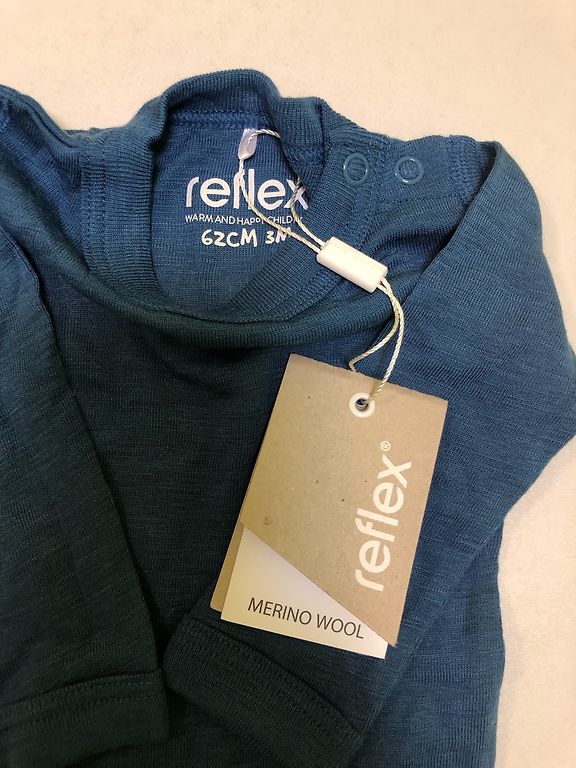 reflex
WARM AND HAPPY CHILD
62CM 3M
reflex®
MERINO WOOL